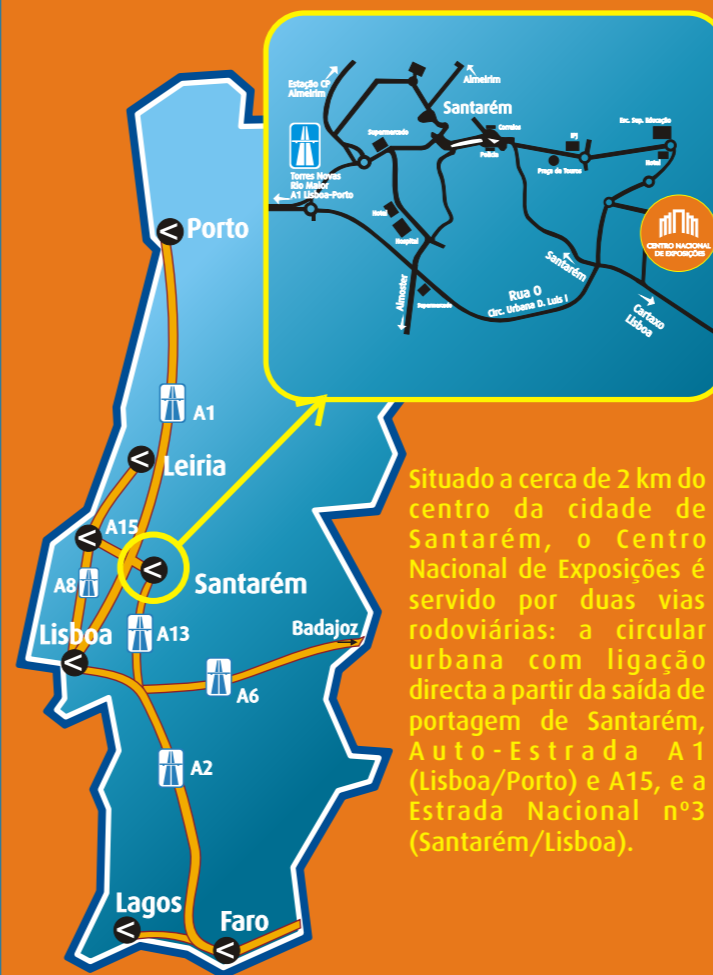 Estação CP
Almeirim
Almeirim
Santarém
Correios
Polícia
IPJ
Esc. Sup. Educação
Hotel
Praça de Touros
Supermercado
Torres Novas
Rio Maior
A1 Lisboa-Porto
Hotel
Hospital
Almoster
Supermercado
Rua O
Circ. Urbana D. Luis I
Santarém
Cartaxo
Lisboa
CENTRO NACIONAL
DE EXPOSIÇÕES
Porto
A1
Leiria
A15
A8
Santarém
Lisboa
A13
Badajoz
A6
A2
Lagos
Faro
Situado a cerca de 2 km do
centro da cidade de
Santarém, o Centro
Nacional de Exposições é
servido por duas vias
rodoviárias: a circular
urbana com ligação
directa a partir da saída de
portagem de Santarém,
Auto-Estrada A1
(Lisboa/Porto) e A15, e a
Estrada Nacional nº3
(Santarém/Lisboa).